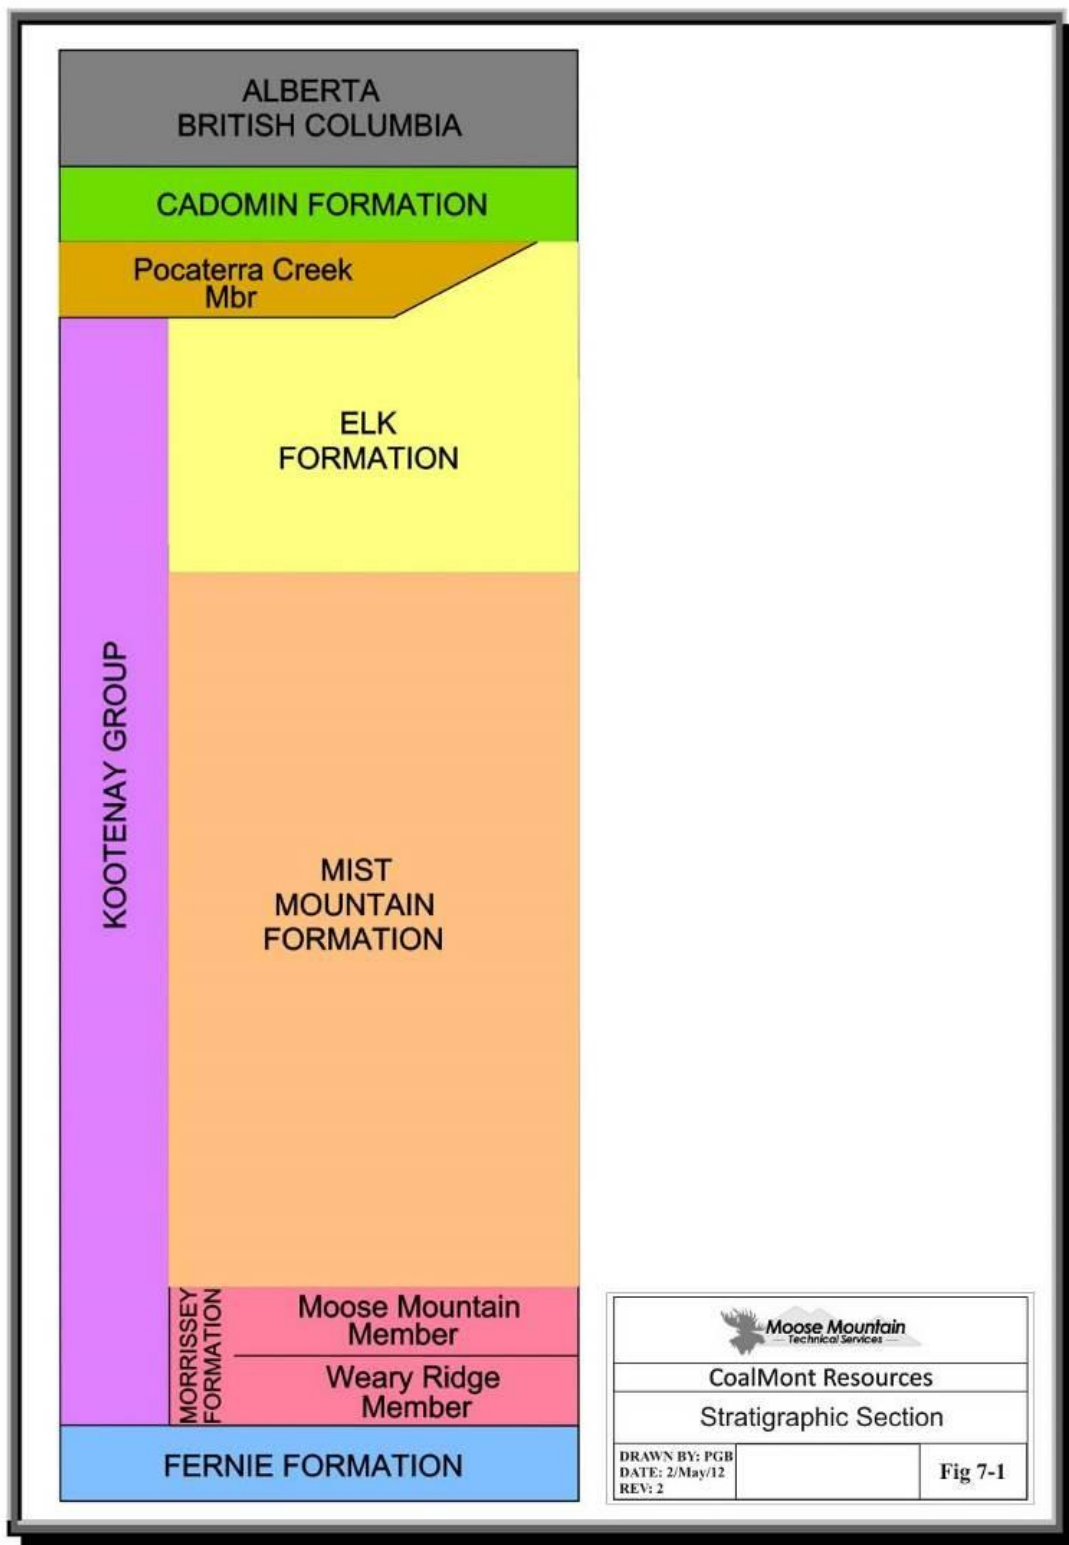 ALBERTA
BRITISH COLUMBIA
CADOMIN FORMATION
Pocaterra Creek
Mbr
ELK
FORMATION
KOOTENAY GROUP
MIST
MOUNTAIN
FORMATION
MORRISSEY
FORMATION
Moose Mountain
Member
Weary Ridge
Member
FERNIE FORMATION
Moose Mountain
Technical Services
CoalMont Resources
Stratigraphic Section
DRAWN BY: PGB
DATE: 2/May/12
REV: 2
Fig 7-1